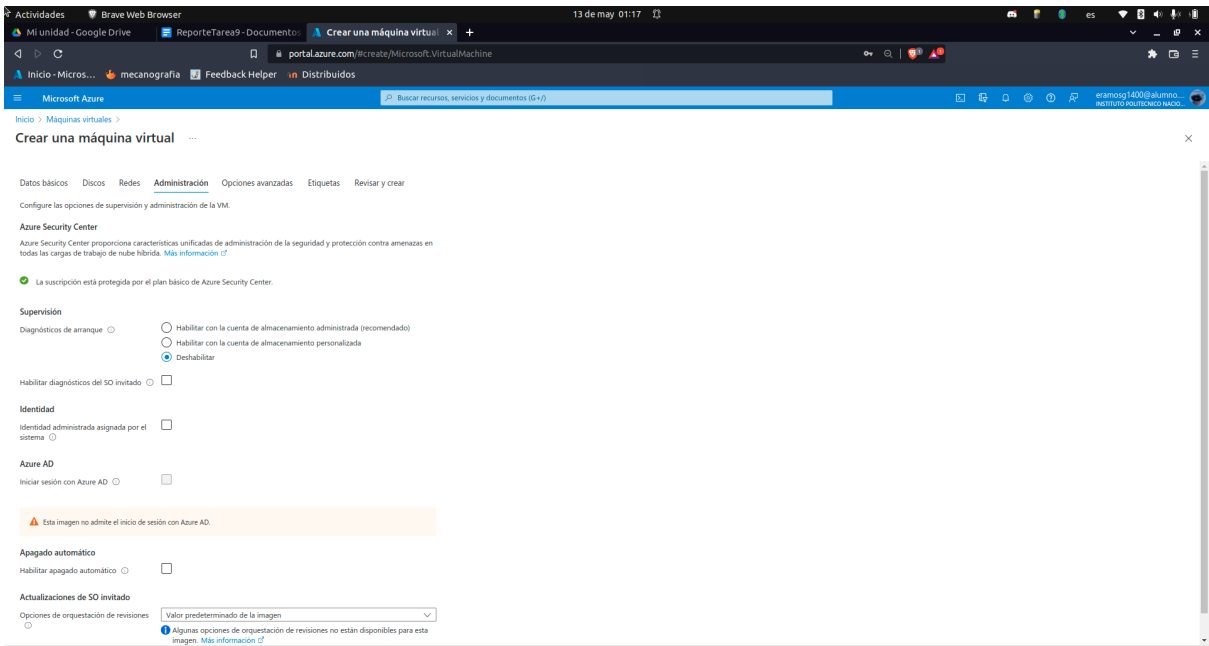 Actividades Brave Web Browser 13 de may 01:17 es
Mi unidad - Google Drive ReporteTarea9 - Documentos Crear una máquina virtual × +
portal.azure.com/#create/Microsoft.VirtualMachine
Inicio - Micros... mecanografia Feedback Helper Distribuidos
Microsoft Azure Buscar recursos, servicios y documentos (G+/) eramosg1400@alumno...
INSTITUTO POLITECNICO NACIO...
Inicio > Máquinas virtuales >
Crear una máquina virtual ...
Datos básicos Discos Redes Administración Opciones avanzadas Etiquetas Revisar y crear
Configure las opciones de supervisión y administración de la VM.
Azure Security Center
Azure Security Center proporciona características unificadas de administración de la seguridad y protección contra amenazas en
todas las cargas de trabajo de nube híbrida. Más información
La suscripción está protegida por el plan básico de Azure Security Center.
Supervisión
Diagnósticos de arranque
Habilitar con la cuenta de almacenamiento administrada (recomendado)
Habilitar con la cuenta de almacenamiento personalizada
Deshabilitar
Habilitar diagnósticos del SO invitado
Identidad
Identidad administrada asignada por el
sistema
Azure AD
Iniciar sesión con Azure AD
Esta imagen no admite el inicio de sesión con Azure AD.
Apagado automático
Habilitar apagado automático
Actualizaciones de SO invitado
Opciones de orquestación de revisiones Valor predeterminado de la imagen
Algunas opciones de orquestación de revisiones no están disponibles para esta
imagen. Más información